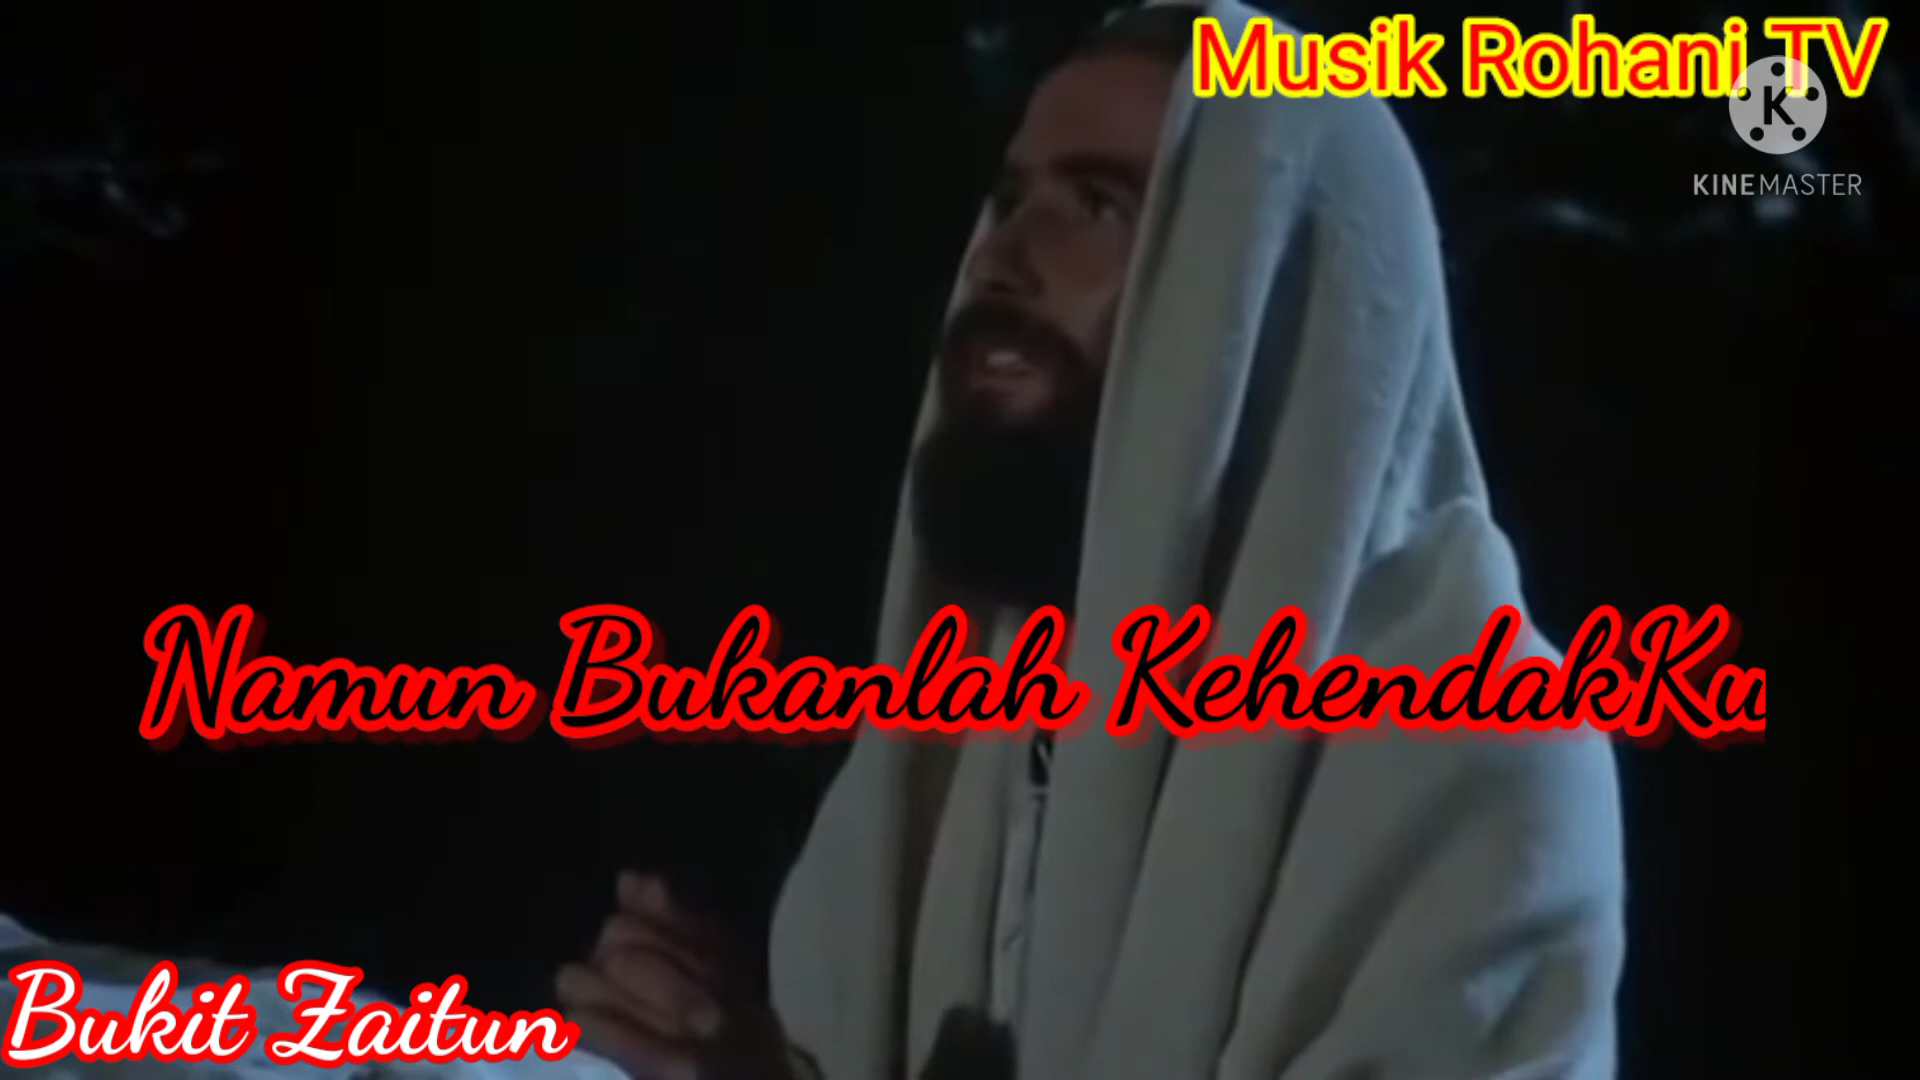 Musik Rohani TV
K
KINEMASTER
Namun Bukanlah KehendakKu
Bukit Zaitun